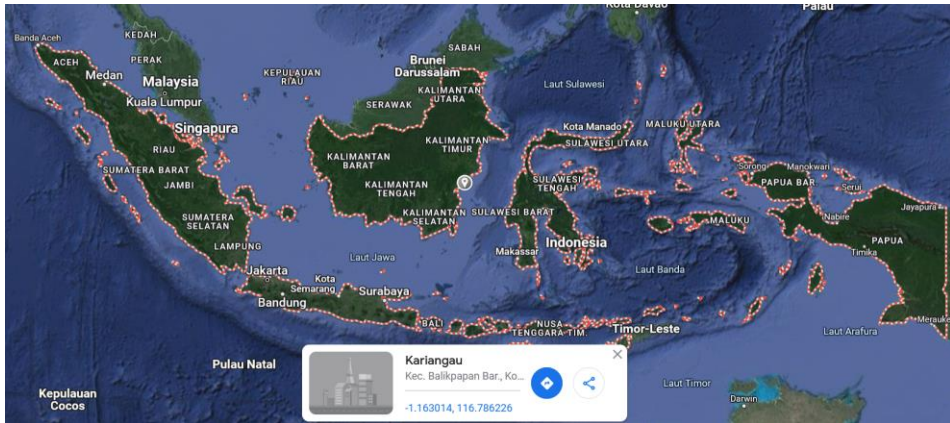 Kota Davao
Palau
Banda Aceh
KEDAH
ACEH
PERAK
Medan
Malaysia
Kuala Lumpur
KEPULAUAN
RIAU
SABAH
Brunei
Darussalam
KALIMANTAN
UTARA
SERAWAK
Laut Sulawesi
Singapura
RIAU
SUMATERA BARAT
JAMBI
SUMATERA
SELATAN
LAMPUNG
KALIMANTAN
BARAT
KALIMANTAN
TIMUR
KALIMANTAN
TENGAH
KALIMANTAN
SELATAN
Kota Manado
SULAWESI UTARA
MALUKU UTARA
SULAWESI
TENGAH
SULAWESI BARAT
Makassar
Indonesia
Sorong
Manokwari
PAPUA BAR
Serui
Nabire
Jayapura
MALUKU
PAPUA
Timika
Merauke
Laut Jawa
Laut Banda
Laut Arafura
Jakarta
Bandung
Kota
Semarang
Surabaya
BALI
NUSA
TENGGARA TIM.
Timor-Leste
Pulau Natal
Kepulauan
Cocos
Laut Timor
Darwin
Kariangau
Kec. Balikpapan Bar., Ko...
-1.163014, 116.786226